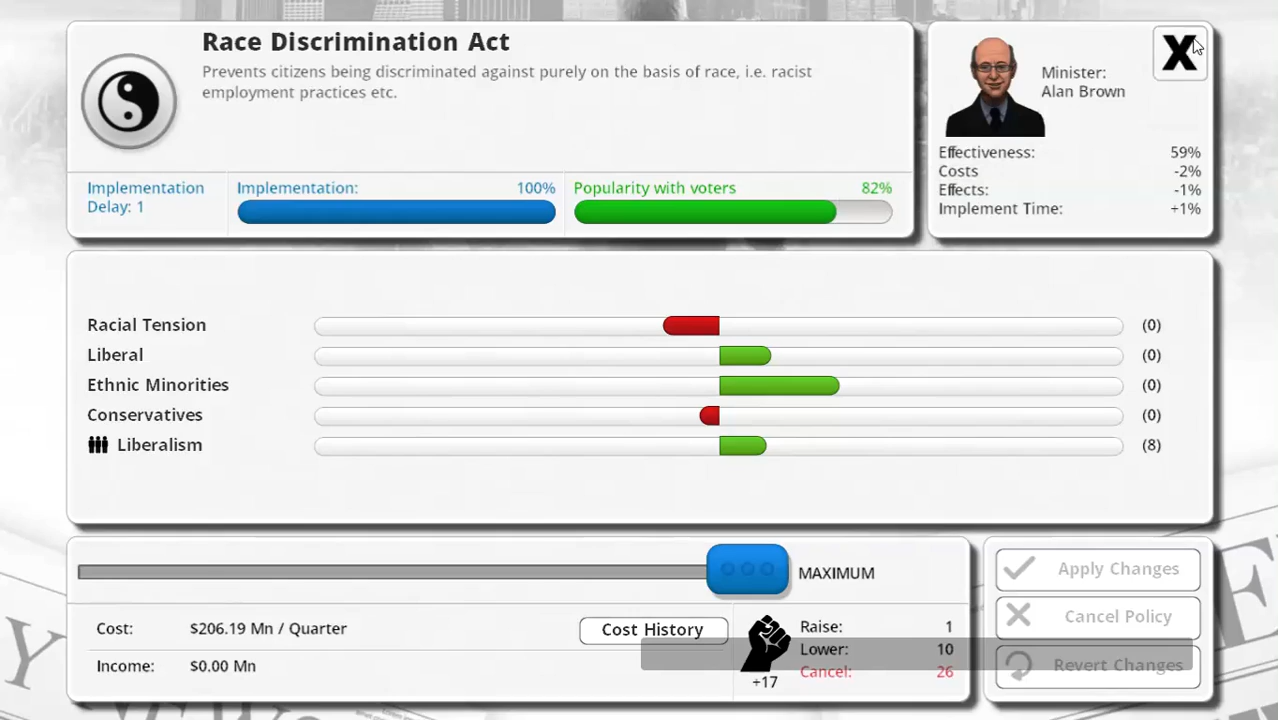 Race Discrimination Act
Prevents citizens being discriminated against purely on the basis of raca, i.e. racist
employment practices etc.
Implementation
Delay: 1
Implementation: 100%
Popularity with voters 82%
X
Minister:
Alan Brown
Effectiveness: 59%
Costs -2%
Effects: -1%
Implement Time: +1%
Racial Tension (0)
Liberal (0)
Ethnic Minorities (0)
Conservatives (0)
Liberalism (8)
MAXIMUM
Cost: $206.19 Mn / Quarter
Income: $0.00 Mn
Cost History
+17
Raise: 1
Lower: 10
Cancel: 26
Apply Changes
Cancel Policy
Revert Changes